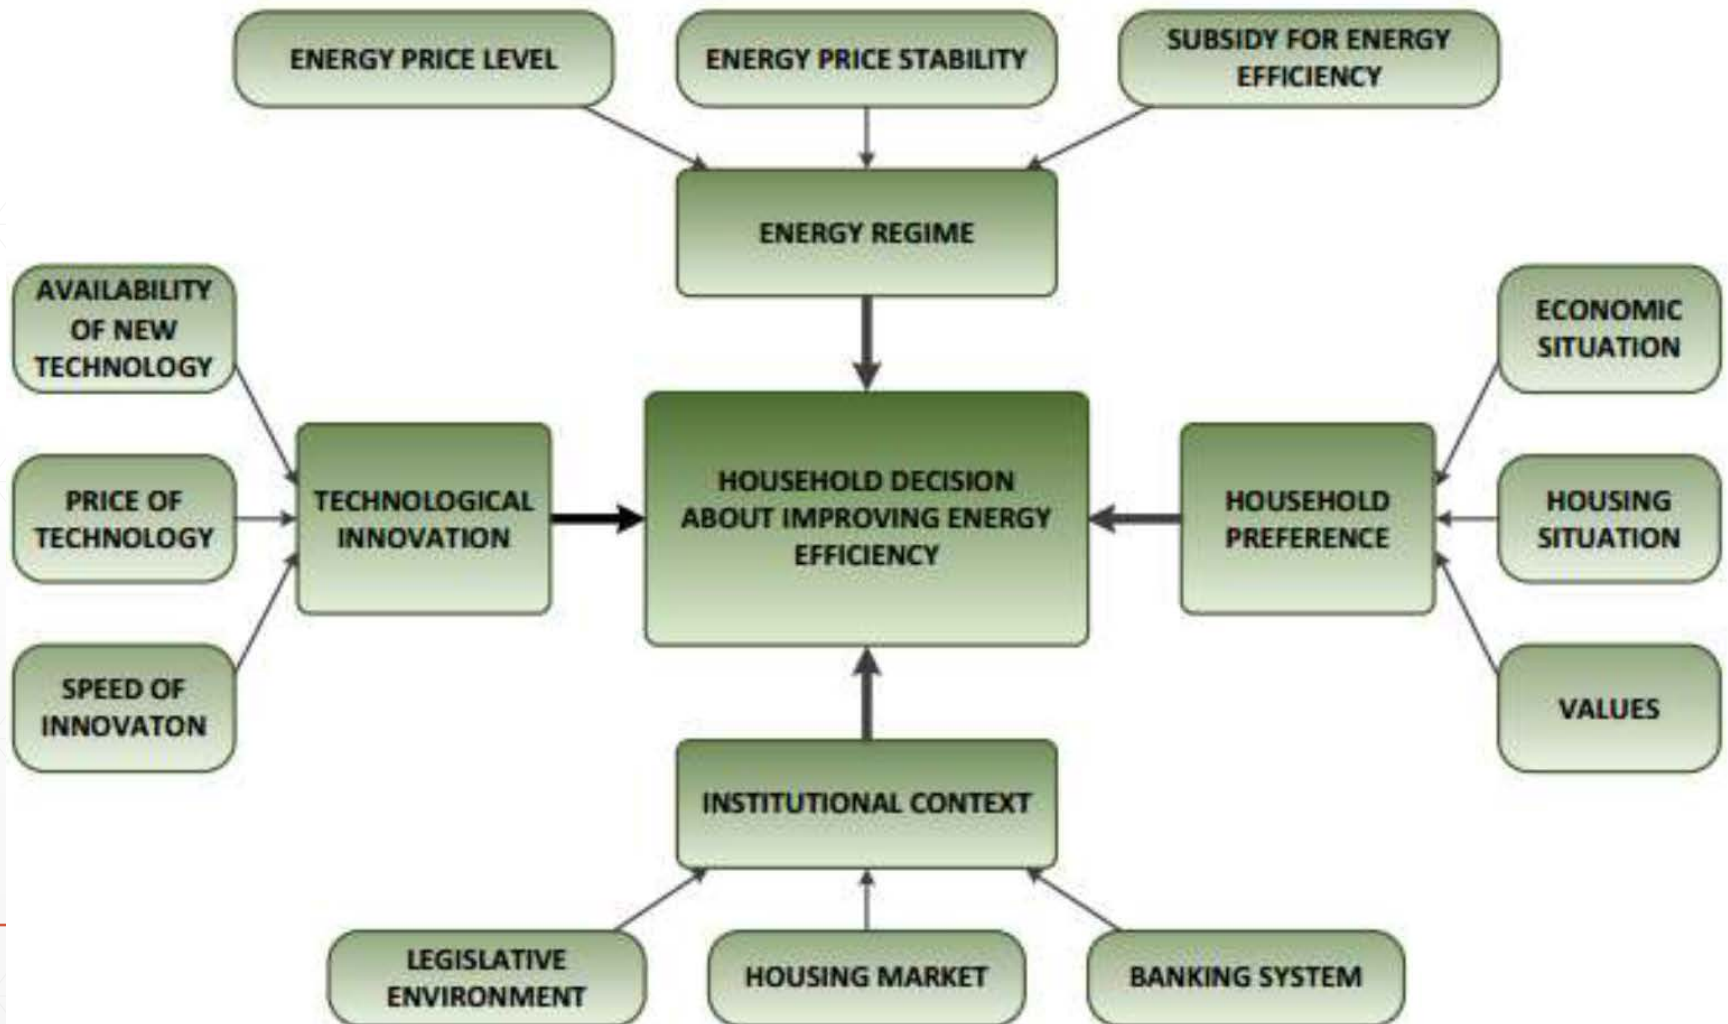 ENERGY PRICE LEVEL
ENERGY PRICE STABILITY
SUBSIDY FOR ENERGY
EFFICIENCY
ENERGY REGIME
AVAILABILITY
OF NEW
TECHNOLOGY
PRICE OF
TECHNOLOGY
SPEED OF
INNOVATON
TECHNOLOGICAL
INNOVATION
HOUSEHOLD DECISION
ABOUT IMPROVING ENERGY
EFFICIENCY
HOUSEHOLD
PREFERENCE
ECONOMIC
SITUATION
HOUSING
SITUATION
VALUES
INSTITUTIONAL CONTEXT
LEGISLATIVE
ENVIRONMENT
HOUSING MARKET
BANKING SYSTEM